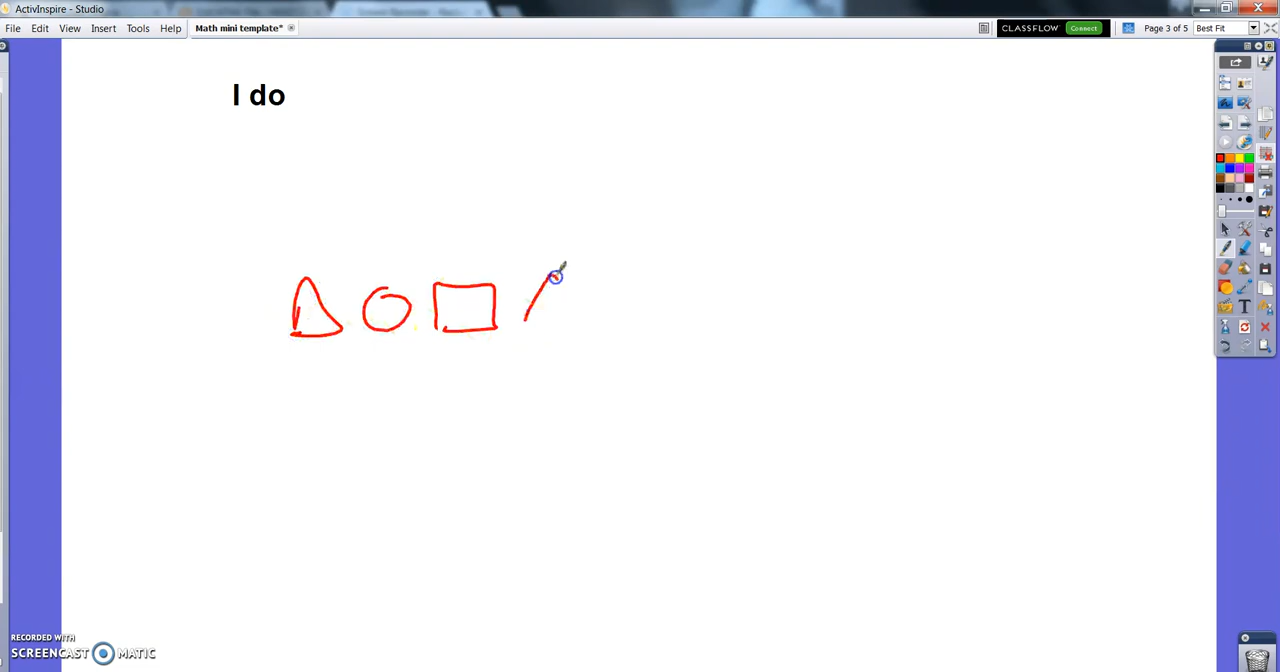 ActivInspire - Studio
File Edit View Insert Tools Help Math mini template* CLASSFLOW Connect Page 3 of 5 Best Fit
I do
RECORDED WITH
SCREENCAST MATIC